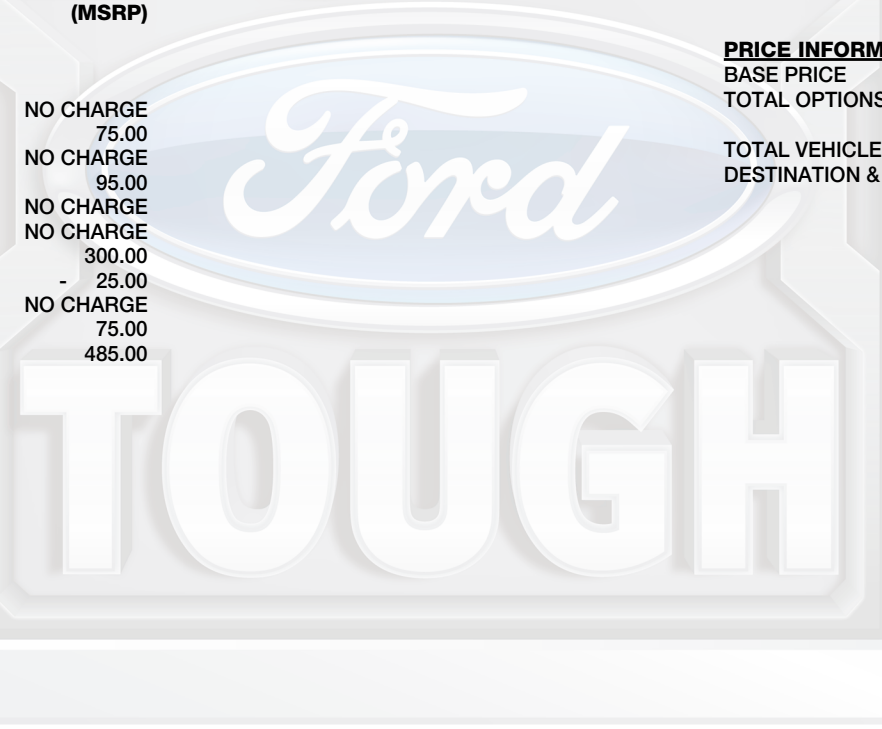 (MSRP)
NO CHARGE
75.00
NO CHARGE
95.00
NO CHARGE
NO CHARGE
300.00
- 25.00
NO CHARGE
75.00
485.00
PRICE INFORM
BASE PRICE
TOTAL OPTIONS
TOTAL VEHICLE
DESTINATION &
Ford
TOUGH